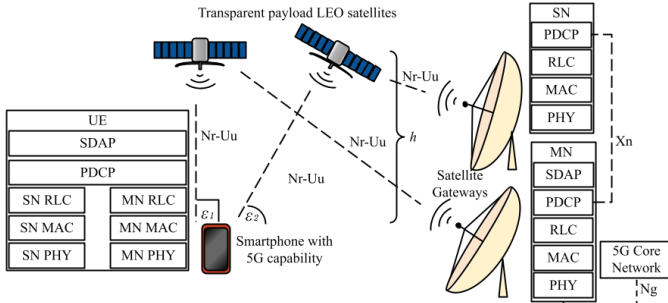 Transparent payload LEO satellites
SN
PDCP
RLC
MAC
PHY
Nr-Uu
Xn
UE
SDAP
PDCP
SN RLC
MN RLC
SN MAC
MN MAC
SN PHY
MN PHY
Nr-Uu
Nr-Uu
Nr-Uu
h
ε1
ε2
Smartphone with
5G capability
Satellite
Gateways
MN
SDAP
PDCP
RLC
MAC
PHY
5G Core
Network
Ng